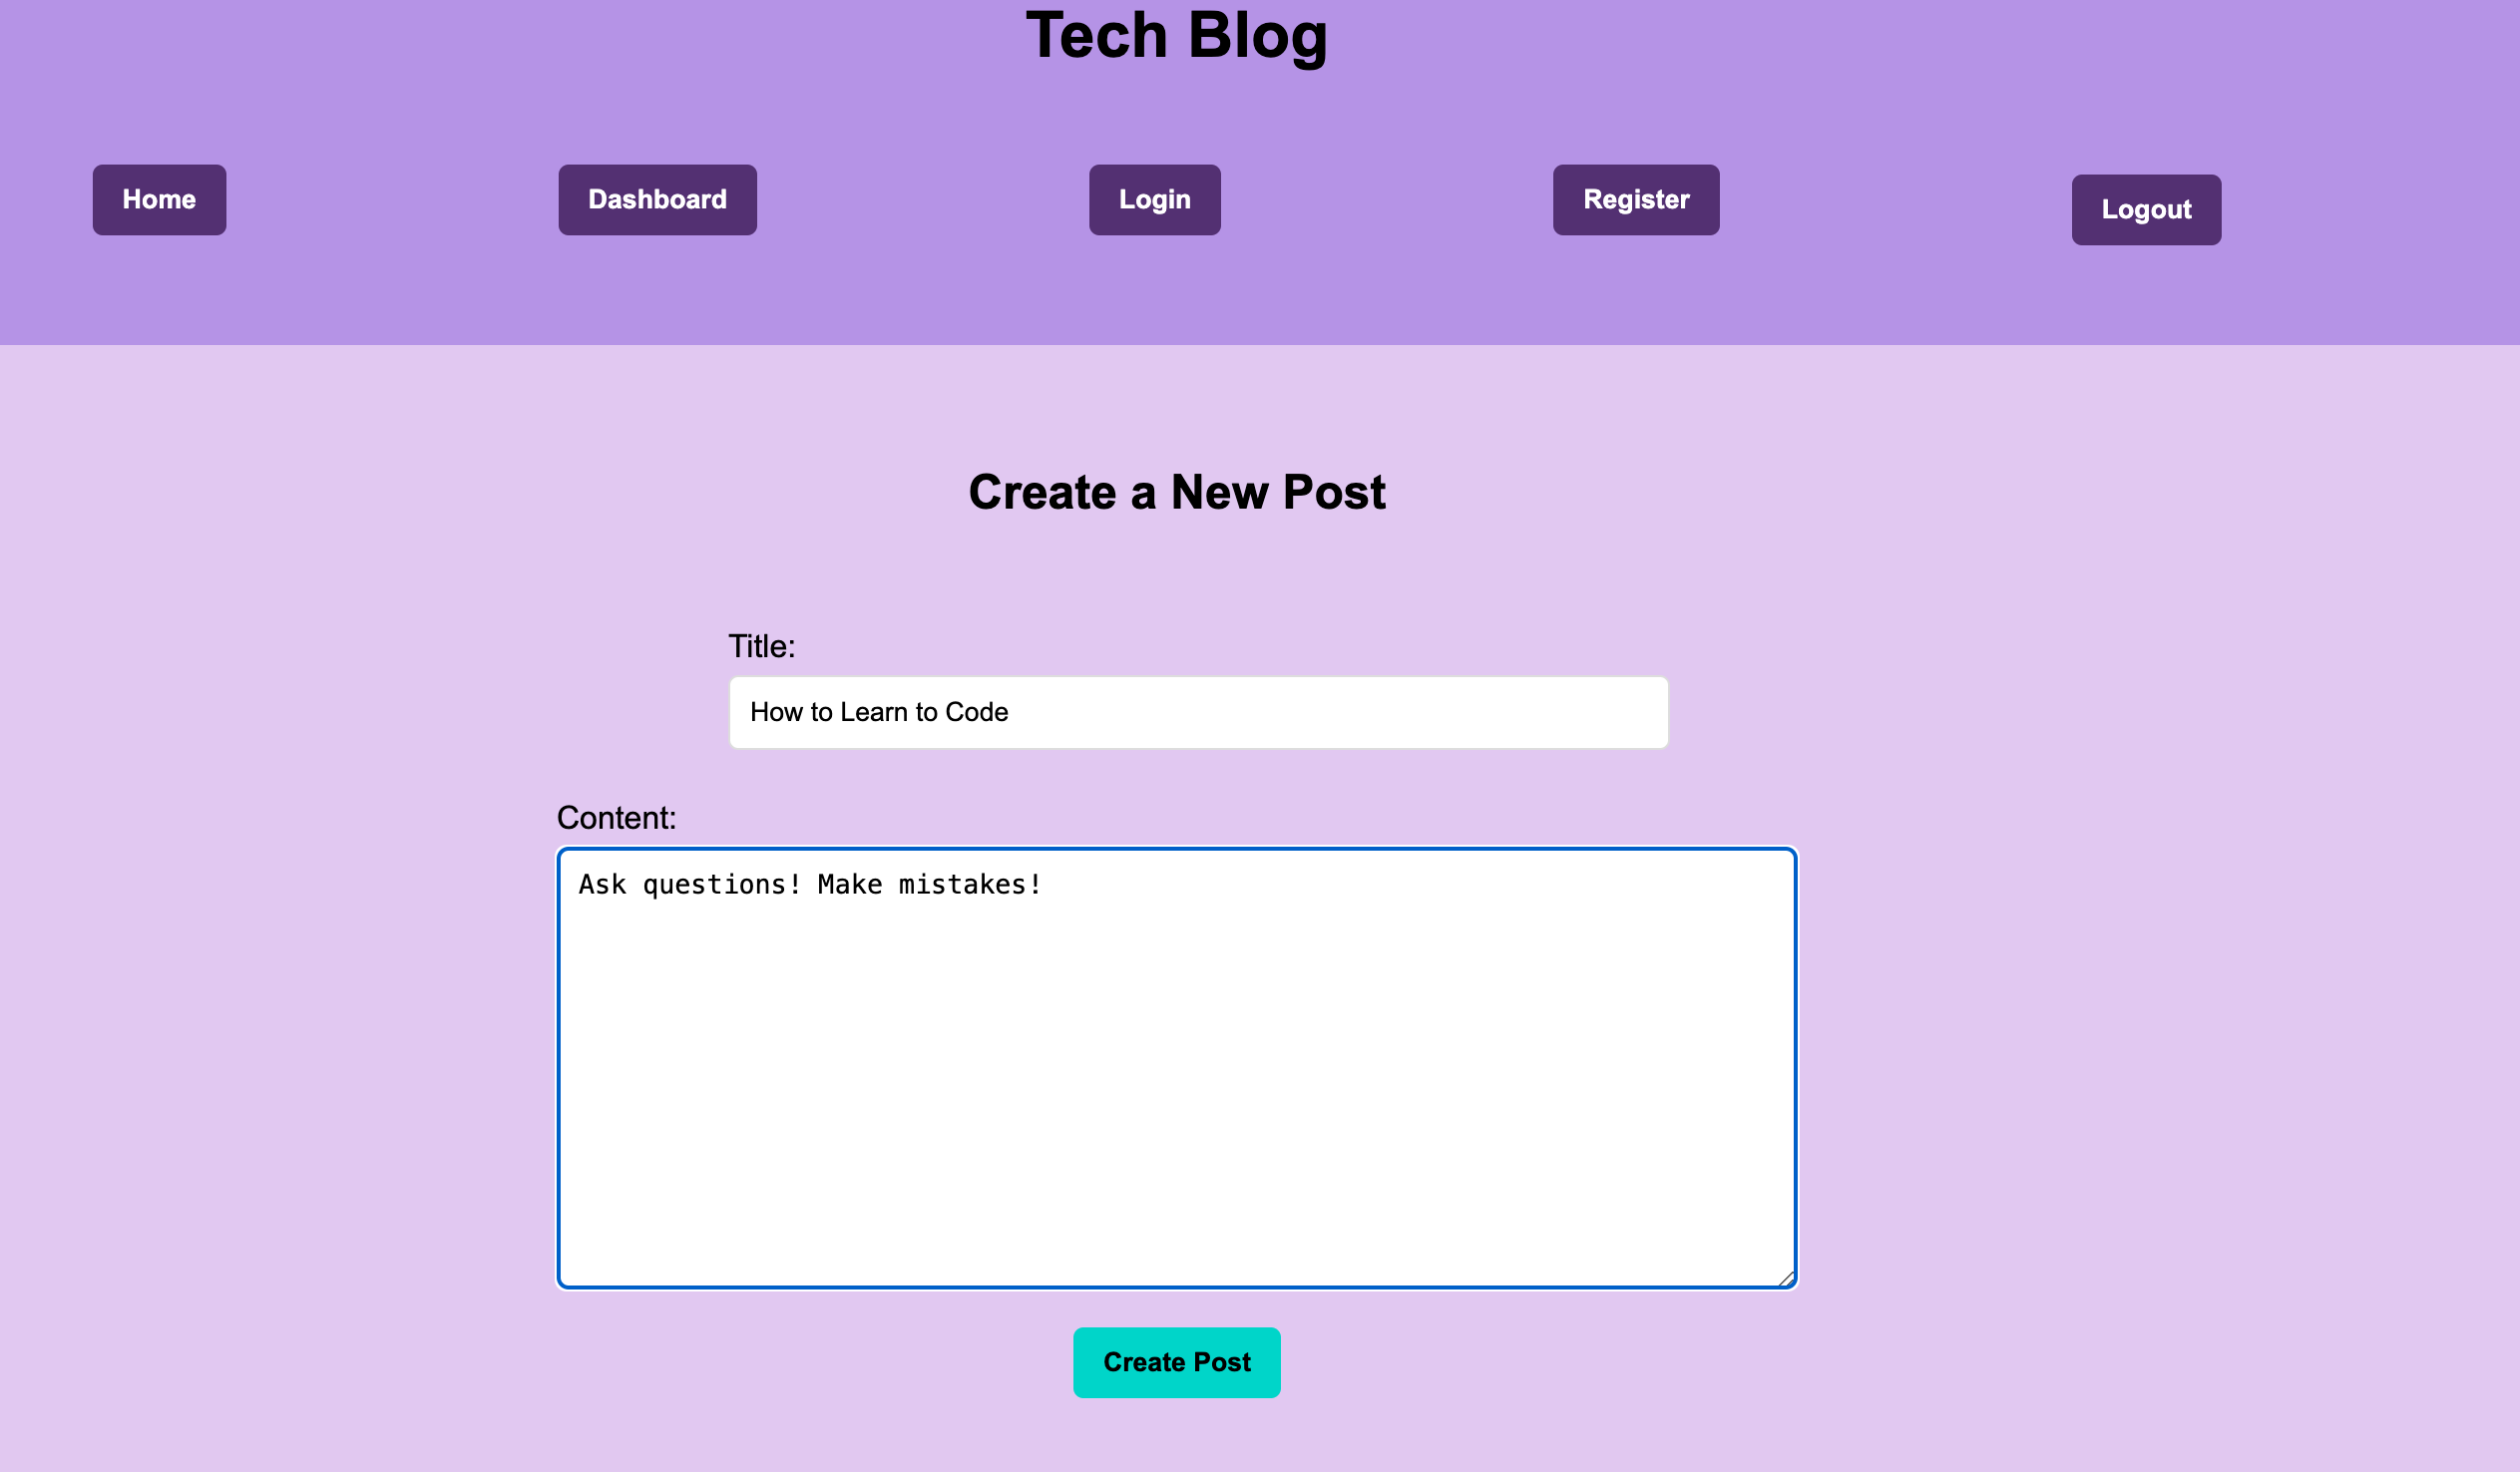 Tech Blog
Home Dashboard Login Register Logout
Create a New Post
Title:
How to Learn to Code
Content:
Ask questions! Make mistakes!
Create Post